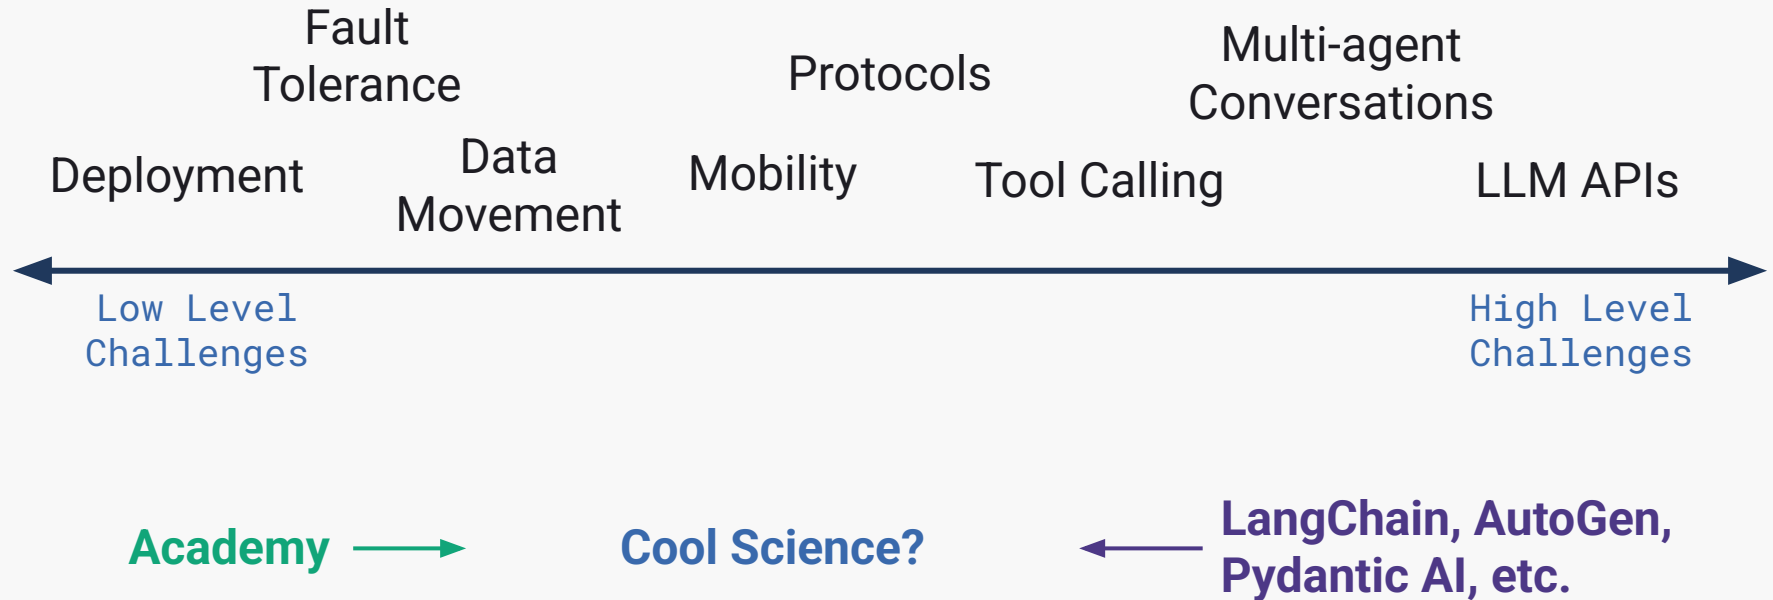 Fault
Tolerance
Protocols
Multi-agent
Conversations
Deployment
Data
Movement
Mobility
Tool Calling
LLM APIs
Low Level
Challenges
High Level
Challenges
Academy
Cool Science?
LangChain, AutoGen,
Pydantic AI, etc.